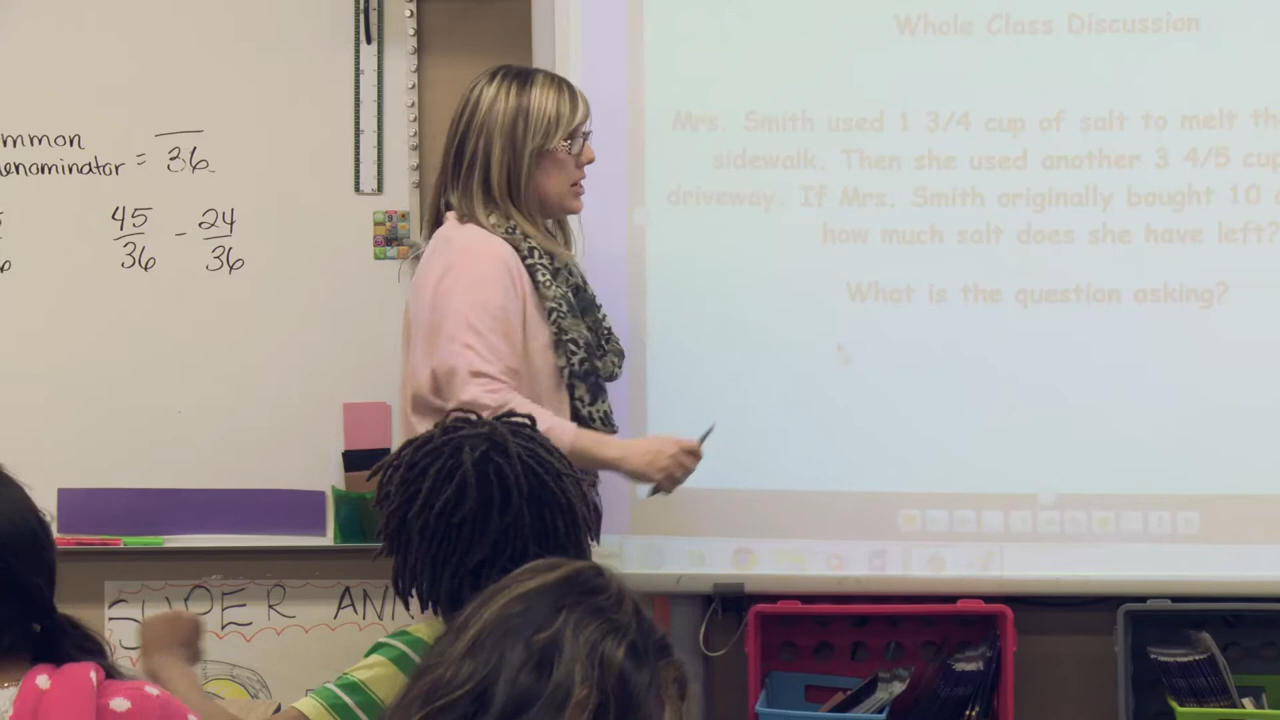 mmon
enominator = 36
45 - 24
36 36
SUPER AN
Whole Class Discussion
Mrs. Smith used 1 3/4 cup of salt to melt th
sidewalk. Then she used another 3 4/5 cup
driveway. If Mrs. Smith originally bought 10
how much salt does she have left?
What is the question asking?